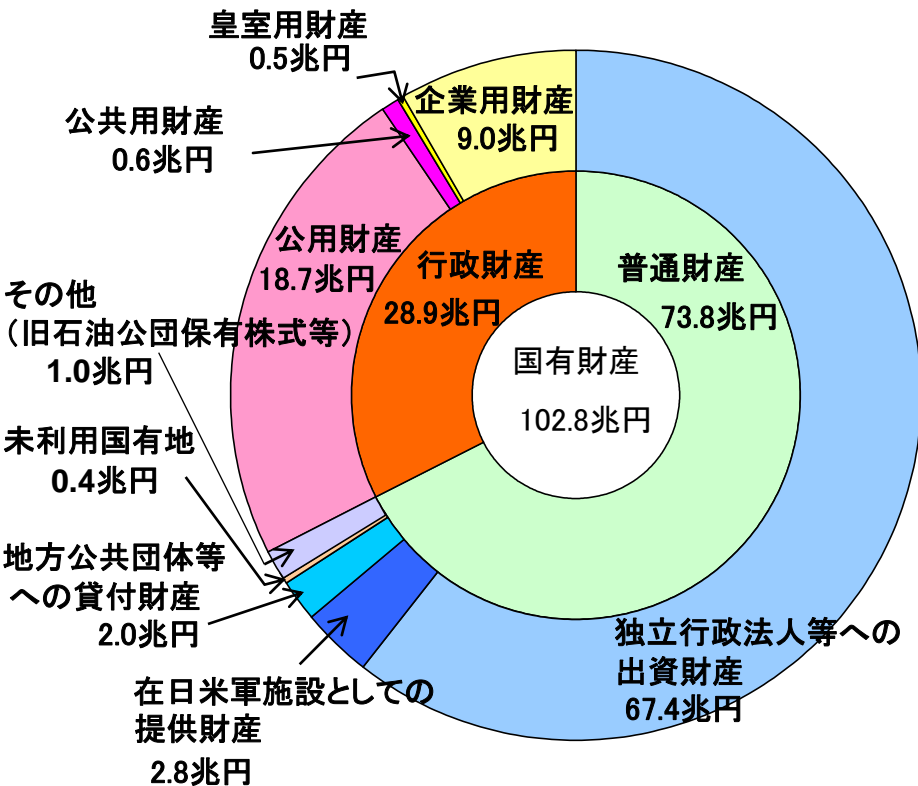 皇室用財産
0.5兆円
公共用財産
0.6兆円
企業用財産
9.0兆円
公用財産
18.7兆円
行政財産
28.9兆円
普通財産
73.8兆円
国有財産
102.8兆円
その他
（旧石油公団保有株式等）
1.0兆円
未利用国有地
0.4兆円
地方公共団体等
への貸付財産
2.0兆円
在日米軍施設としての
提供財産
2.8兆円
独立行政法人等への
出資財産
67.4兆円